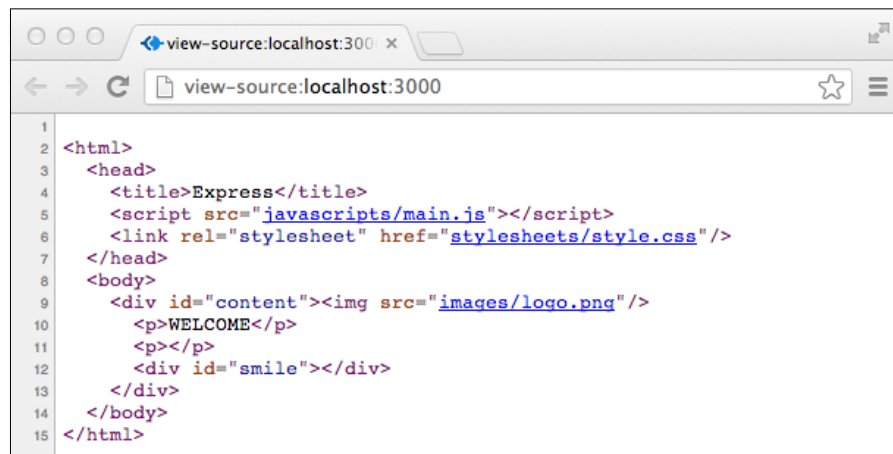 view-source:localhost:300
view-source:localhost:3000
1
2 <html>
3   <head>
4     <title>Express</title>
5     <script src="javascripts/main.js"></script>
6     <link rel="stylesheet" href="stylesheets/style.css"/>
7   </head>
8   <body>
9     <div id="content"><img src="images/logo.png"/>
10       <p>WELCOME</p>
11       <p></p>
12       <div id="smile"></div>
13     </div>
14   </body>
15 </html>